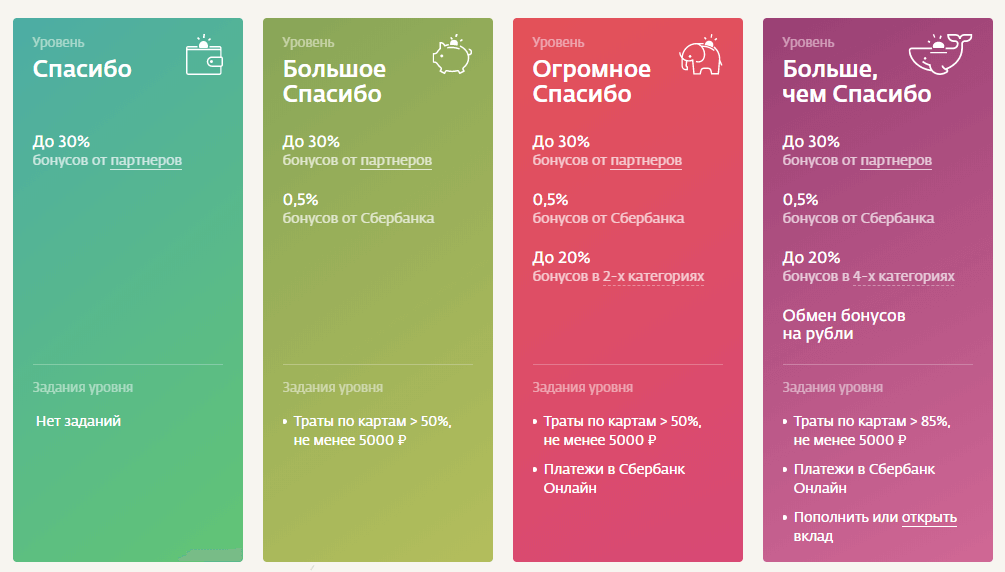 Уровень
Спасибо
До 30%
бонусов от партнеров
Задания уровня
Нет заданий
Уровень
Большое
Спасибо
До 30%
бонусов от партнеров
0,5%
бонусов от Сбербанка
Задания уровня
• Траты по картам > 50%,
не менее 5000 ₽
Уровень
Огромное
Спасибо
До 30%
бонусов от партнеров
0,5%
бонусов от Сбербанка
До 20%
бонусов в 2-х категориях
Задания уровня
• Траты по картам > 50%,
не менее 5000 ₽
• Платежи в Сбербанк
Онлайн
Уровень
Больше,
чем Спасибо
До 30%
бонусов от партнеров
0,5%
бонусов от Сбербанка
До 20%
бонусов в 4-х категориях
Обмен бонусов
на рубли
Задания уровня
• Траты по картам > 85%,
не менее 5000 ₽
• Платежи в Сбербанк
Онлайн
• Пополнить или открыть
вклад